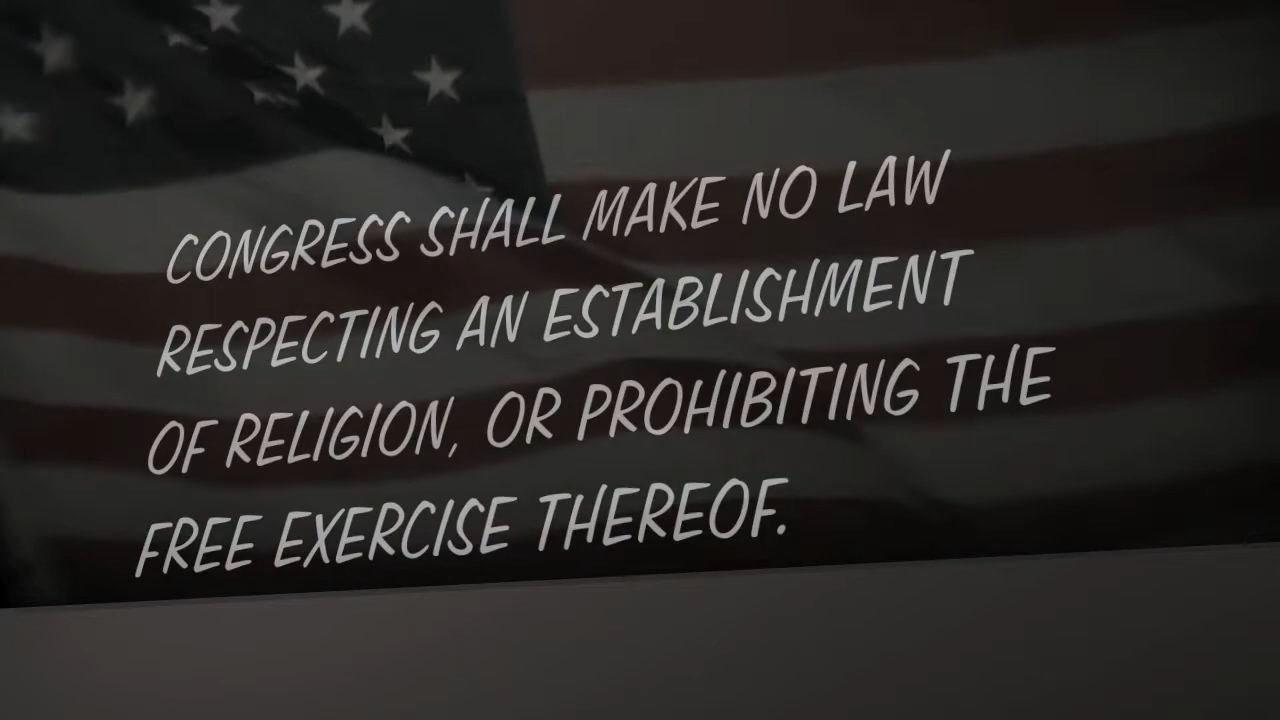 CONGRESS SHALL MAKE NO LAW
RESPECTING AN ESTABLISHMENT
OF RELIGION, OR PROHIBITING THE
FREE EXERCISE THEREOF.